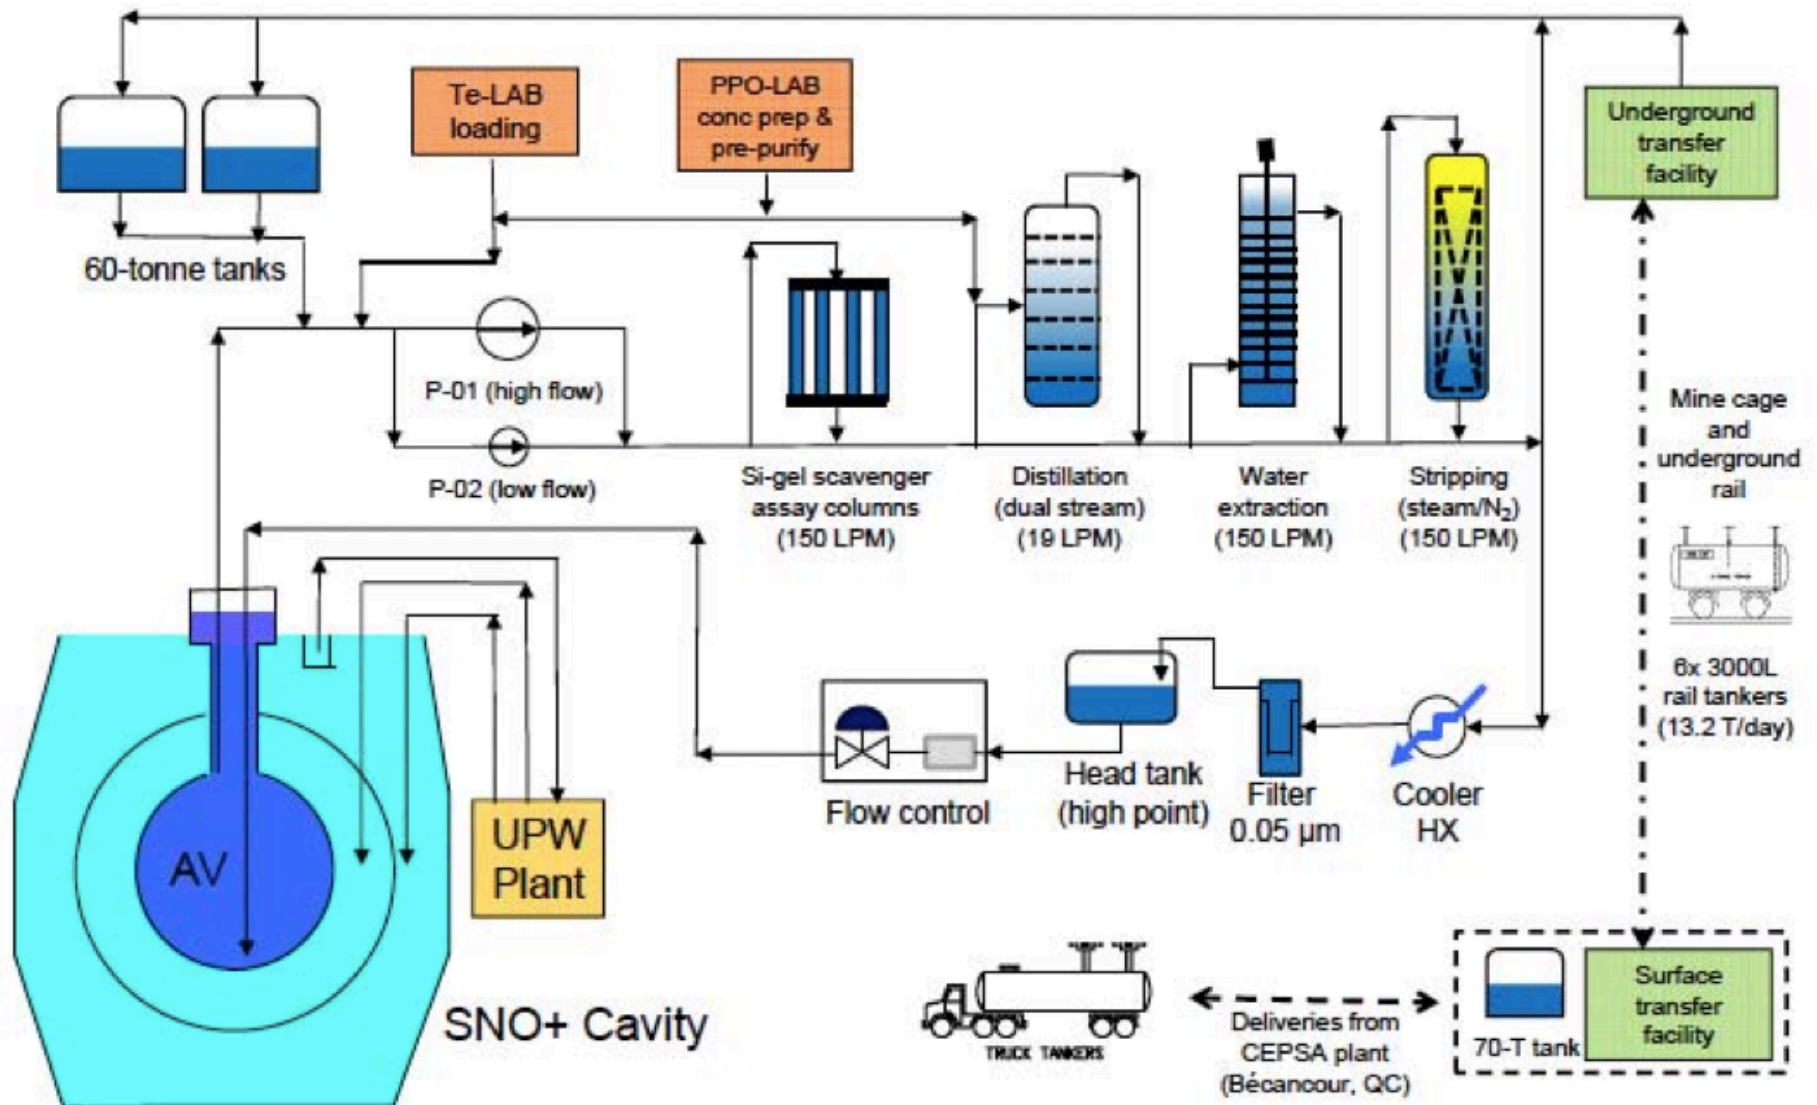 Te-LAB
loading
PPO-LAB
conc prep &
pre-purify
Underground
transfer
facility
60-tonne tanks
P-01 (high flow)
P-02 (low flow)
Si-gel scavenger
assay columns
(150 LPM)
Distillation
(dual stream)
(19 LPM)
Water
extraction
(150 LPM)
Stripping
(steam/N₂)
(150 LPM)
Mine cage
and
underground
rail
6x 3000L
rail tankers
(13.2 T/day)
Flow control
Head tank
(high point)
Filter
0.05 µm
Cooler
HX
AV
UPW
Plant
SNO+ Cavity
TRUCK TANKERS
Deliveries from
CEPSA plant
(Bécancour, QC)
70-T tank
Surface
transfer
facility